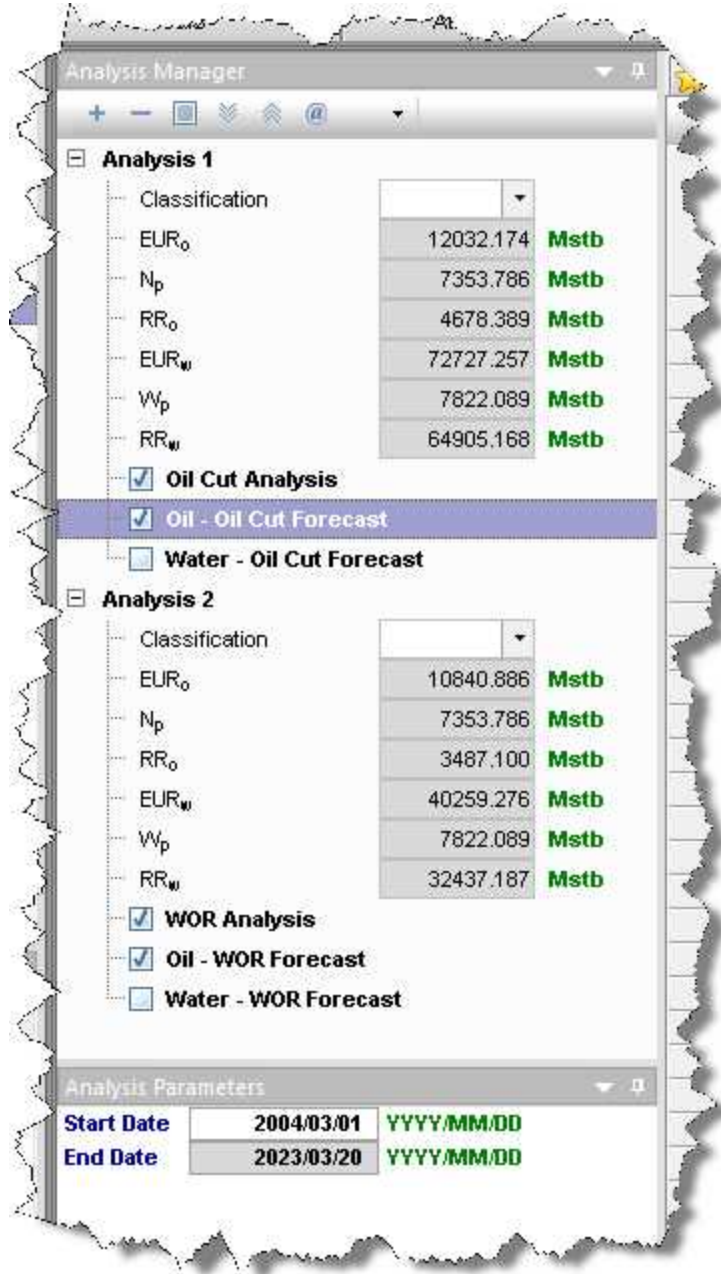 At
Analysis Manager
@
Analysis 1
Classification
EURo 12032.174 Mstb
Np 7353.786 Mstb
RRo 4678.389 Mstb
EURw 72727.257 Mstb
Wp 7822.089 Mstb
RRw 64905.168 Mstb
Oil Cut Analysis
Oil - Oil Cut Forecast
Water - Oil Cut Forecast
Analysis 2
Classification
EURo 10840.886 Mstb
Np 7353.786 Mstb
RRo 3487.100 Mstb
EURw 40259.276 Mstb
Wp 7822.089 Mstb
RRw 32437.187 Mstb
WOR Analysis
Oil - WOR Forecast
Water - WOR Forecast
Analysis Parameters
Start Date 2004/03/01 YYYY/MM/DD
End Date 2023/03/20 YYYY/MM/DD